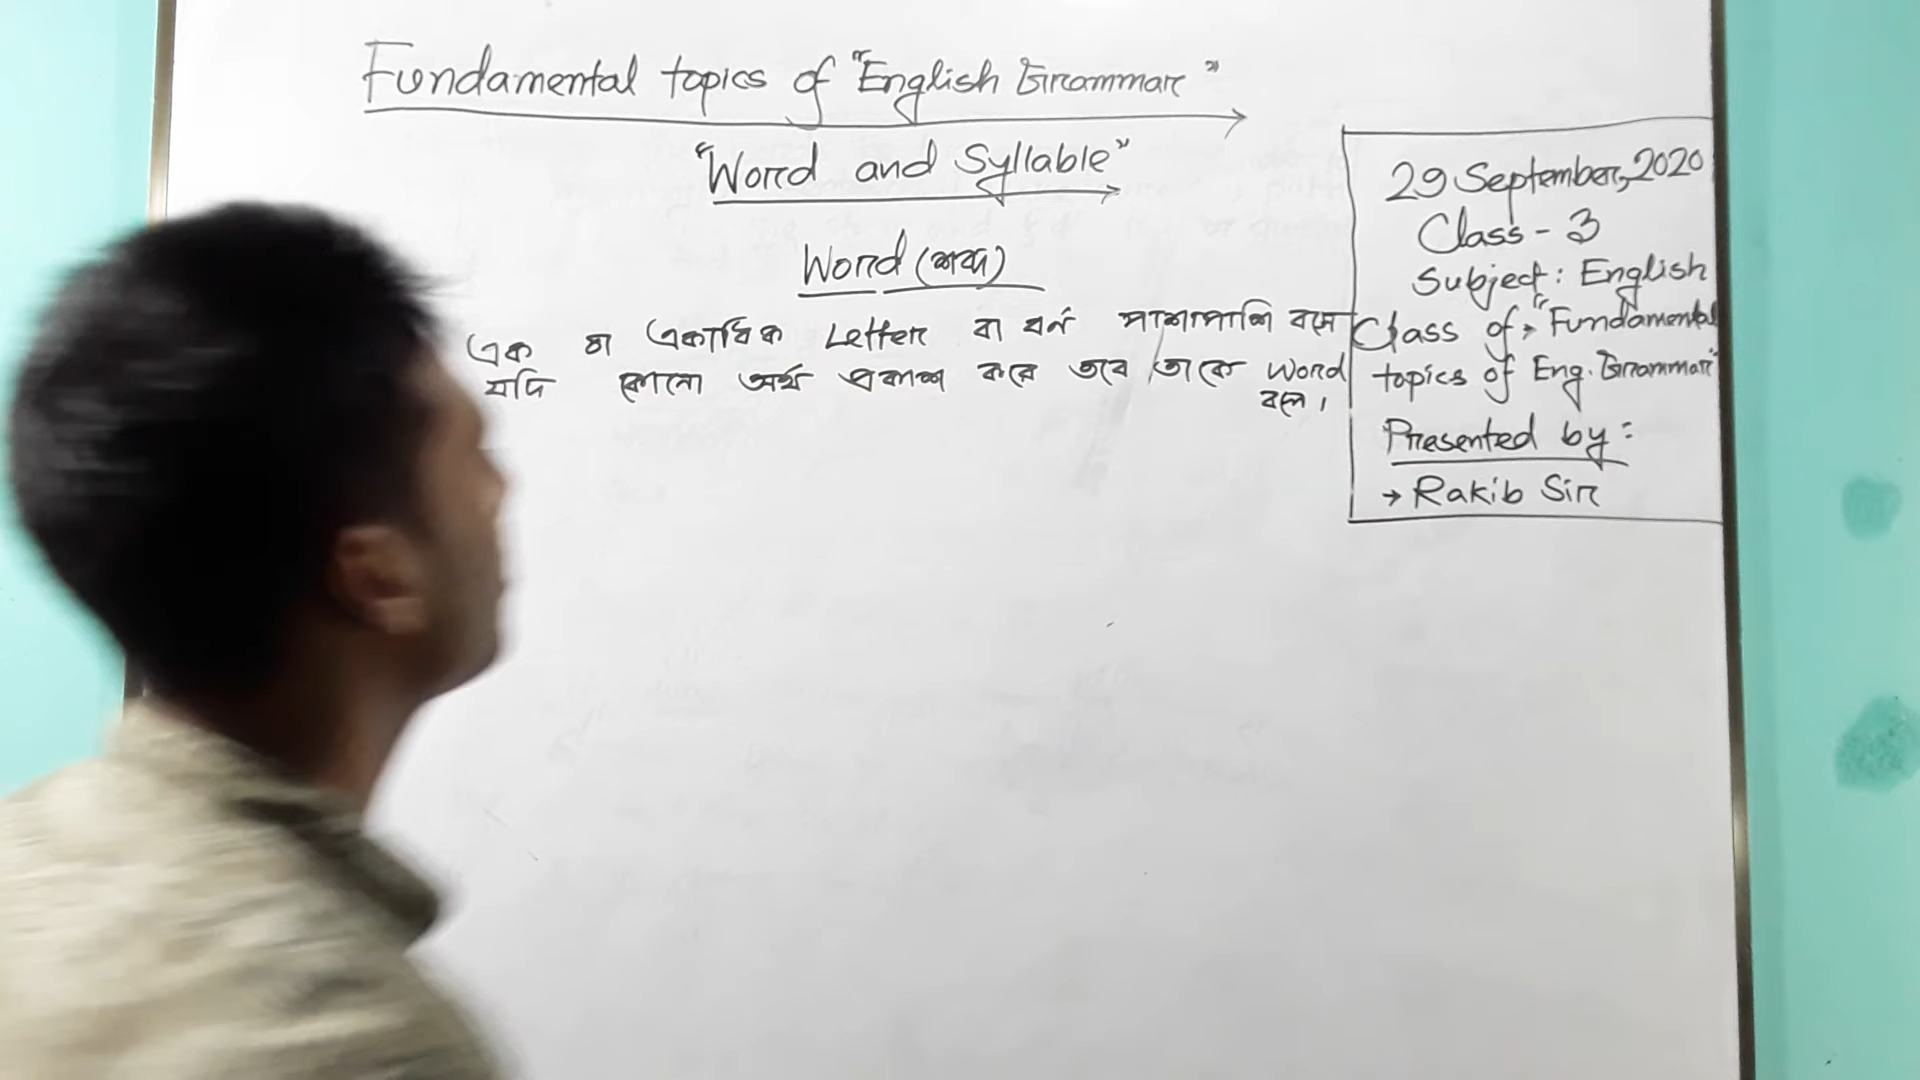 Fundamental topics of "English Grammar"
"Word and Syllable"
Word (শব্দ)
এক বা একাধিক Letter বা বর্ন পাশাপাশি বসে
যদি কোনো অর্থ প্রকাশ করে তবে তাকে Word
বলে।
29 September, 2020
Class - 3
Subject: English
Class of → "Fundamental
topics of Eng. Grammar"
Presented by:
→ Rakib Sir